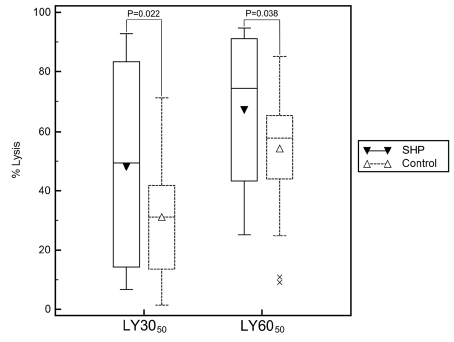 P=0.022
P=0.038
100
80
60
40
20
0
% Lysis
SHP
Control
LY30₅₀
LY60₅₀